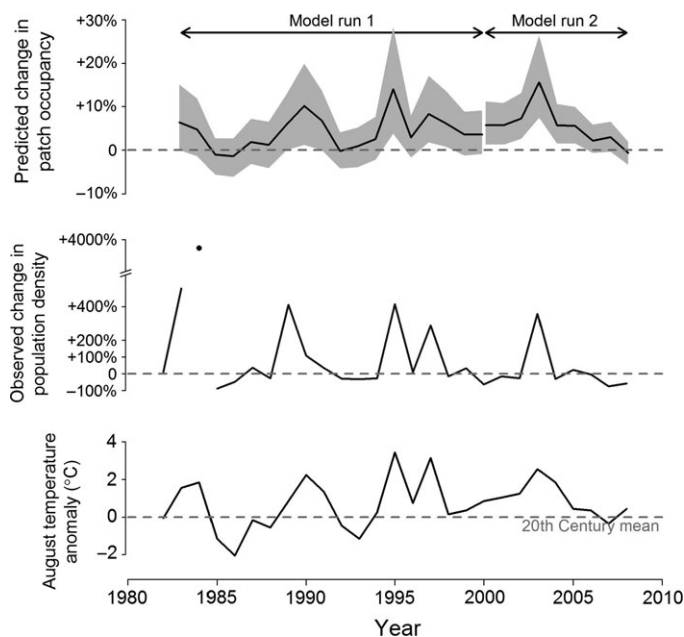 Model run 1
Model run 2
+30%
+20%
+10%
0
–10%
Predicted change in
patch occupancy
+4000%
+400%
+200%
+100%
0
–100%
Observed change in
population density
4
2
0
–2
August temperature
anomaly (°C)
20th Century mean
1980
1985
1990
1995
2000
2005
2010
Year